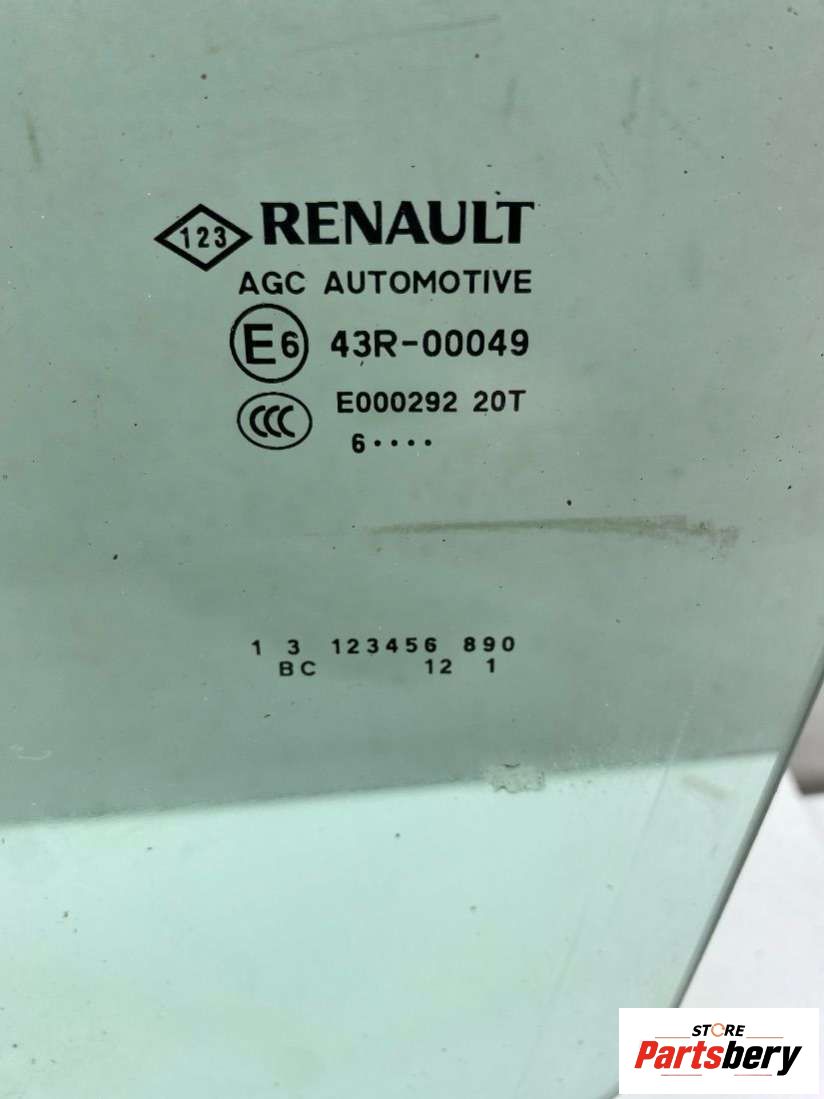 123 RENAULT
AGC AUTOMOTIVE
E6 43R-00049
CCC E000292 20T
6····
1 3 123456 890
BC 12 1
STORE
Partsbery